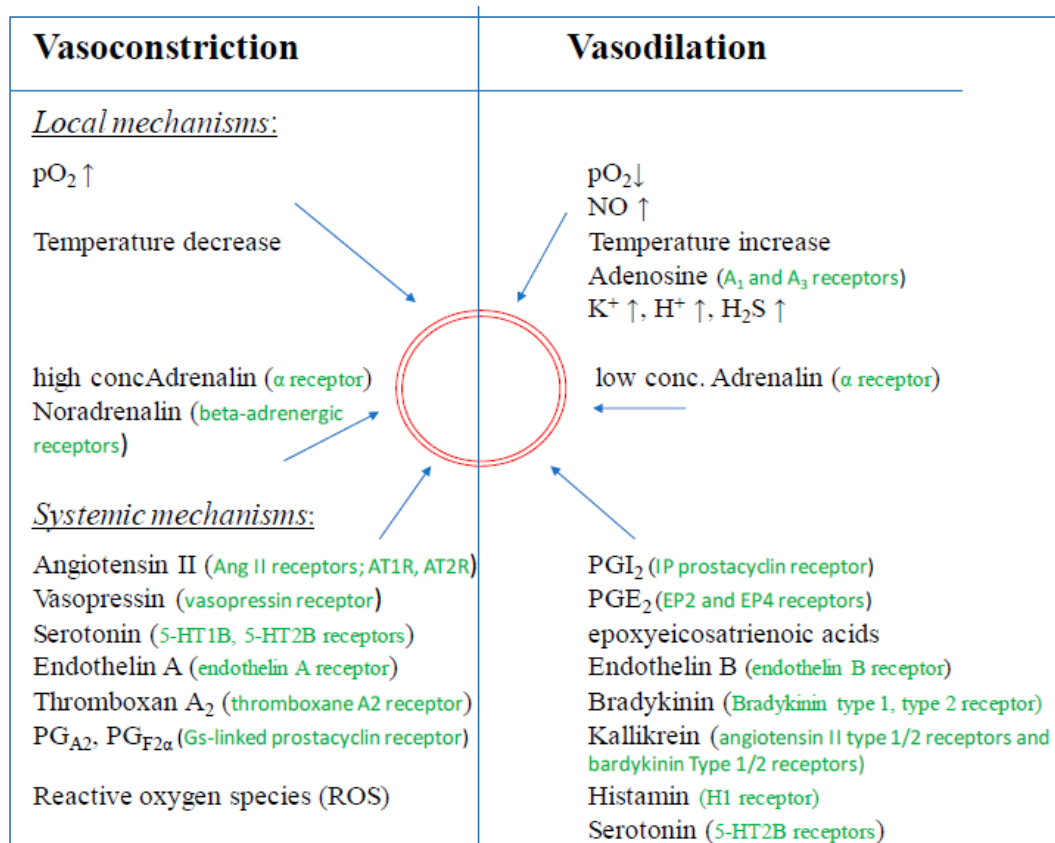 Vasoconstriction
Vasodilation
Local mechanisms:
pO₂ ↑
Temperature decrease
high concAdrenalin (α receptor)
Noradrenalin (beta-adrenergic
receptors)
Systemic mechanisms:
Angiotensin II (Ang II receptors; AT1R, AT2R)
Vasopressin (vasopressin receptor)
Serotonin (5-HT1B, 5-HT2B receptors)
Endothelin A (endothelin A receptor)
Thromboxan A₂ (thromboxane A2 receptor)
PG_A2, PG_F2α (Gs-linked prostacyclin receptor)
Reactive oxygen species (ROS)
pO₂↓
NO ↑
Temperature increase
Adenosine (A₁ and A₃ receptors)
K⁺ ↑, H⁺ ↑, H₂S ↑
low conc. Adrenalin (α receptor)
PGI₂ (IP prostacyclin receptor)
PGE₂ (EP2 and EP4 receptors)
epoxyeicosatrienoic acids
Endothelin B (endothelin B receptor)
Bradykinin (Bradykinin type 1, type 2 receptor)
Kallikrein (angiotensin II type 1/2 receptors and
bardykinin Type 1/2 receptors)
Histamin (H1 receptor)
Serotonin (5-HT2B receptors)